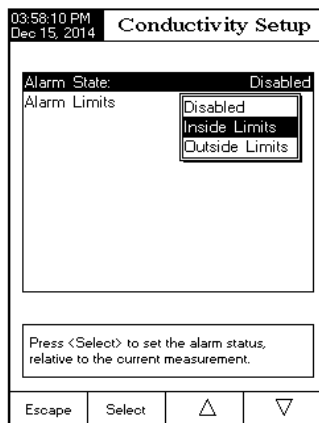 03:58:10 PM
Dec 15, 2014
Conductivity Setup
Alarm State: Disabled
Alarm Limits
Disabled
Inside Limits
Outside Limits
Press <Select> to set the alarm status,
relative to the current measurement.
Escape Select △ ▽